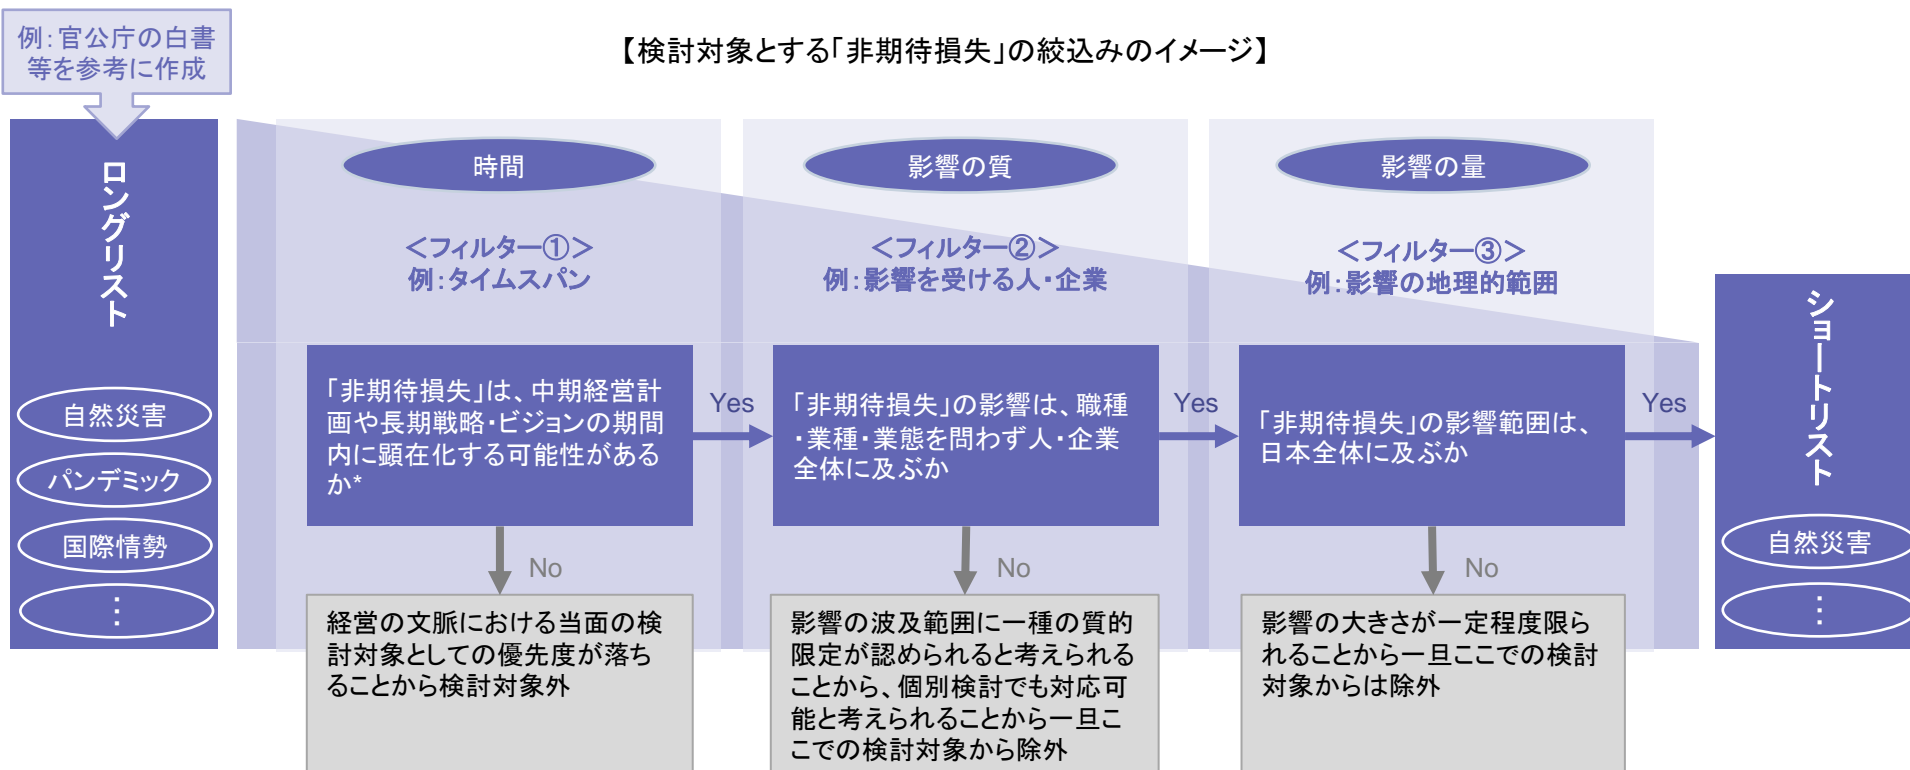 例：官公庁の白書
等を参考に作成
【検討対象とする「非期待損失」の絞込みのイメージ】
ロングリスト
自然災害
パンデミック
国際情勢
⋮
時間
<フィルター①>
例：タイムスパン
「非期待損失」は、中期経営計
画や長期戦略・ビジョンの期間
内に顕在化する可能性がある
か*
Yes
No
経営の文脈における当面の検
討対象としての優先度が落ち
ることから検討対象外
影響の質
<フィルター②>
例：影響を受ける人・企業
「非期待損失」の影響は、職種
・業種・業態を問わず人・企業
全体に及ぶか
Yes
No
影響の波及範囲に一種の質的
限定が認められると考えられる
ことから、個別検討でも対応可
能と考えられることから一旦こ
こでの検討対象から除外
影響の量
<フィルター③>
例：影響の地理的範囲
「非期待損失」の影響範囲は、
日本全体に及ぶか
Yes
No
影響の大きさが一定程度限ら
れることから一旦ここでの検討
対象からは除外
ショートリスト
自然災害
⋮